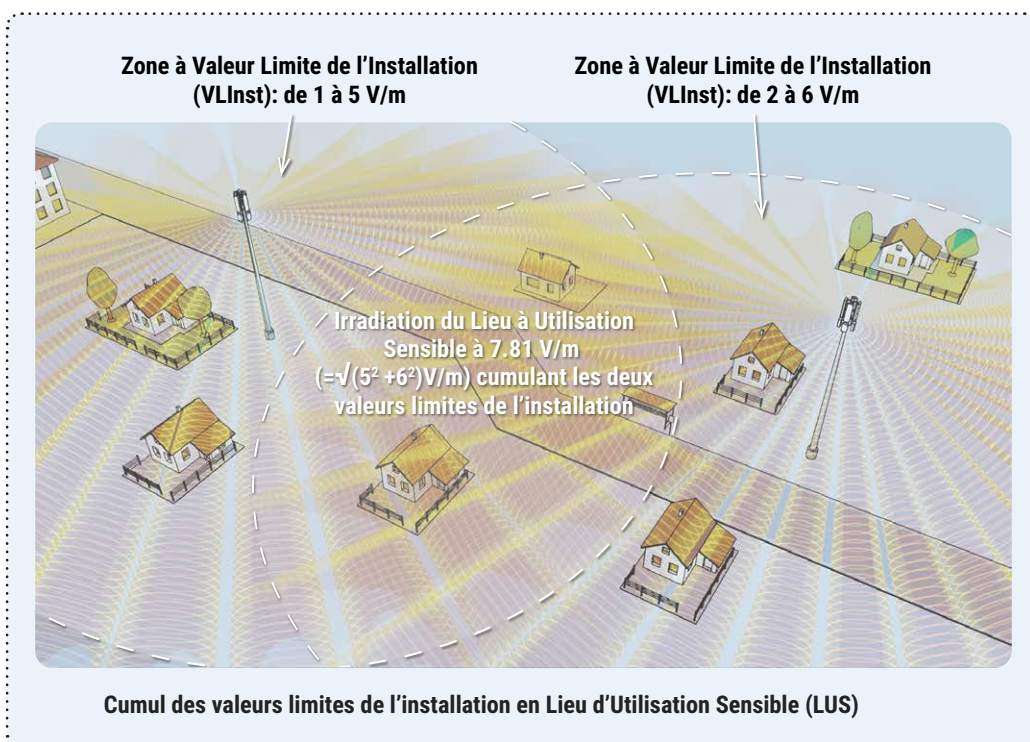 Zone à Valeur Limite de l’Installation
(VLInst): de 1 à 5 V/m
Zone à Valeur Limite de l’Installation
(VLInst): de 2 à 6 V/m
Irradiation du Lieu à Utilisation
Sensible à 7.81 V/m
(=√(5² +6²)V/m) cumulant les deux
valeurs limites de l’installation
Cumul des valeurs limites de l’installation en Lieu d’Utilisation Sensible (LUS)